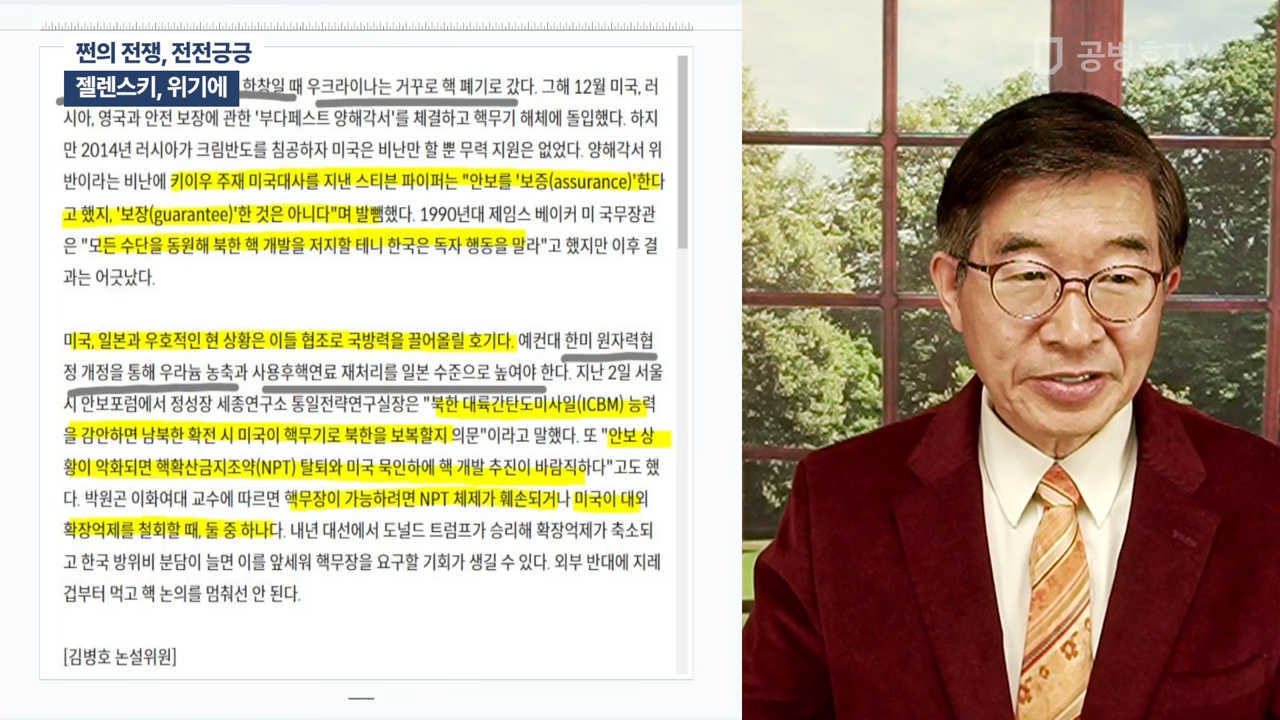 쩐의 전쟁, 전전긍긍
젤렌스키, 위기에
공병호TV
한창일 때 우크라이나는 거꾸로 핵 폐기로 갔다. 그해 12월 미국, 러
시아, 영국과 안전 보장에 관한 '부다페스트 양해각서'를 체결하고 핵무기 해체에 돌입했다. 하지
만 2014년 러시아가 크림반도를 침공하자 미국은 비난만 할 뿐 무력 지원은 없었다. 양해각서 위
반이라는 비난에 키이우 주재 미국대사를 지낸 스티븐 파이퍼는 "안보를 '보증(assurance)'한다
고 했지, '보장(guarantee)'한 것은 아니다"며 발뺌했다. 1990년대 제임스 베이커 미 국무장관
은 "모든 수단을 동원해 북한 핵 개발을 저지할 테니 한국은 독자 행동을 말라"고 했지만 이후 결
과는 어긋났다.
미국, 일본과 우호적인 현 상황은 이들 협조로 국방력을 끌어올릴 호기다. 예컨대 한미 원자력협
정 개정을 통해 우라늄 농축과 사용후핵연료 재처리를 일본 수준으로 높여야 한다. 지난 2일 서울
시 안보포럼에서 정성장 세종연구소 통일전략연구실장은 "북한 대륙간탄도미사일(ICBM) 능력
을 감안하면 남북한 확전 시 미국이 핵무기로 북한을 보복할지 의문"이라고 말했다. 또 "안보 상
황이 악화되면 핵확산금지조약(NPT) 탈퇴와 미국 묵인하에 핵 개발 추진이 바람직하다"고도 했
다. 박원곤 이화여대 교수에 따르면 핵무장이 가능하려면 NPT 체제가 훼손되거나 미국이 대외
확장억제를 철회할 때, 둘 중 하나다. 내년 대선에서 도널드 트럼프가 승리해 확장억제가 축소되
고 한국 방위비 분담이 늘면 이를 앞세워 핵무장을 요구할 기회가 생길 수 있다. 외부 반대에 지레
겁부터 먹고 핵 논의를 멈춰선 안 된다.
[김병호 논설위원]